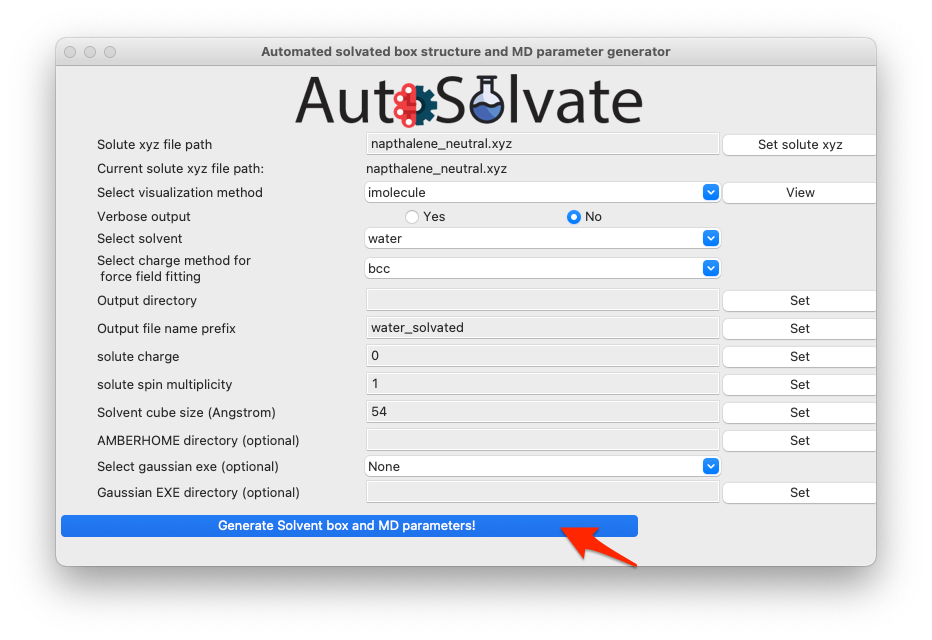 Automated solvated box structure and MD parameter generator
AutoSolvate
Solute xyz file path napthalene_neutral.xyz Set solute xyz
Current solute xyz file path: napthalene_neutral.xyz
Select visualization method imolecule View
Verbose output Yes No
Select solvent water
Select charge method for
force field fitting bcc
Output directory Set
Output file name prefix water_solvated Set
solute charge 0 Set
solute spin multiplicity 1 Set
Solvent cube size (Angstrom) 54 Set
AMBERHOME directory (optional) Set
Select gaussian exe (optional) None
Gaussian EXE directory (optional) Set
Generate Solvent box and MD parameters!